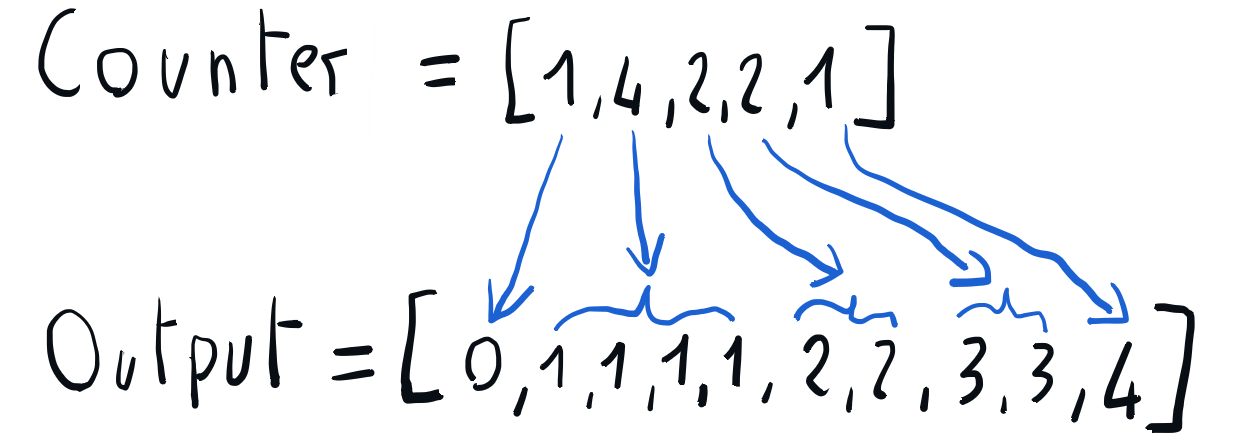 Counter = [1,4,2,2,1]
Output = [0,1,1,1,1,2,2,3,3,4]